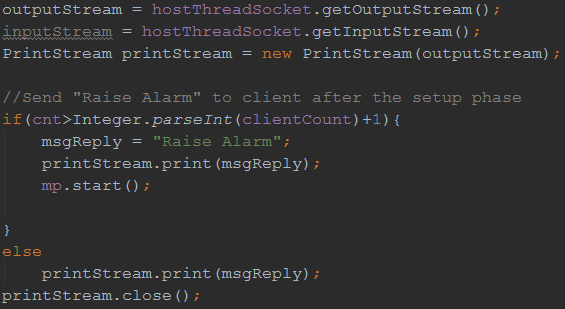 outputStream = hostThreadSocket.getOutputStream();
inputStream = hostThreadSocket.getInputStream();
PrintStream printStream = new PrintStream(outputStream);
//Send "Raise Alarm" to client after the setup phase
if(cnt>Integer.parseInt(clientCount)+1){
msgReply = "Raise Alarm";
printStream.print(msgReply);
mp.start();
}
else
printStream.print(msgReply);
printStream.close();